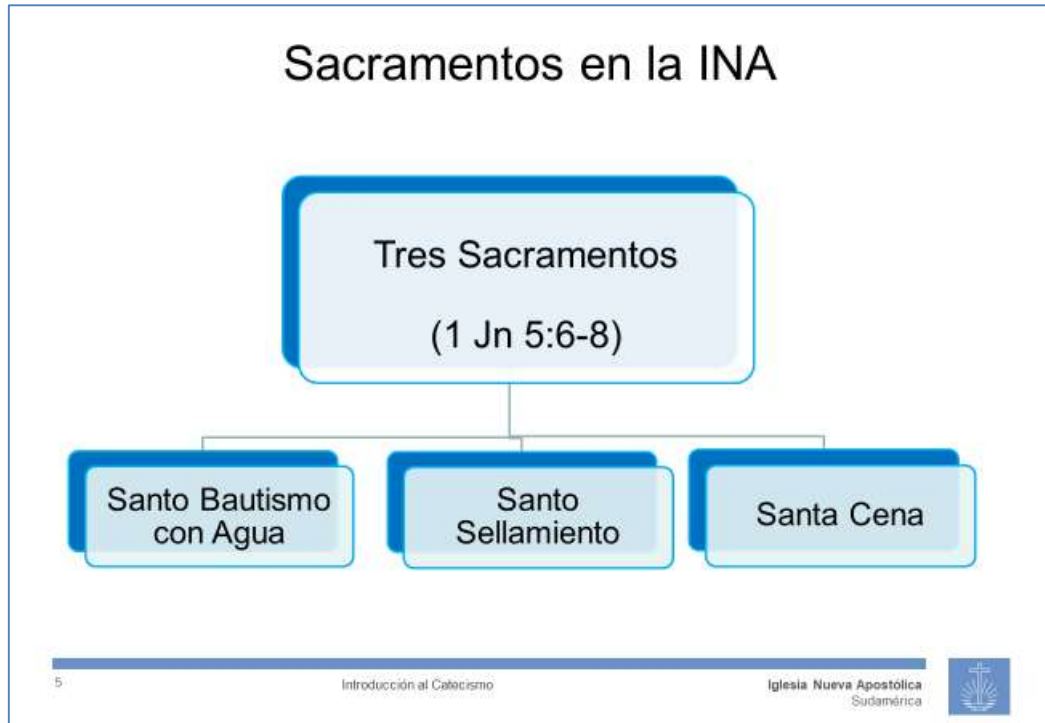 Sacramentos en la INA
Tres Sacramentos
(1 Jn 5:6-8)
Santo Bautismo
con Agua
Santo
Sellamiento
Santa Cena
5
Introducción al Catecismo
Iglesia Nueva Apostólica
Sudamérica